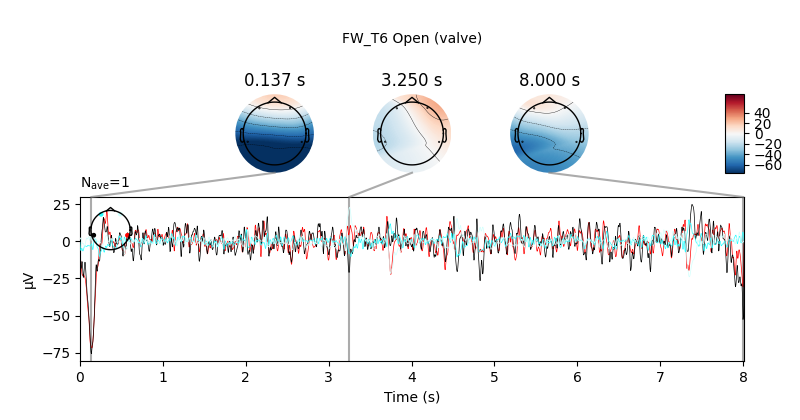 FW_T6 Open (valve)
0.137 s 3.250 s 8.000 s
40
20
0
−20
−40
−60
Nave=1
25
0
−25
−50
−75
µV
0 1 2 3 4 5 6 7 8
Time (s)